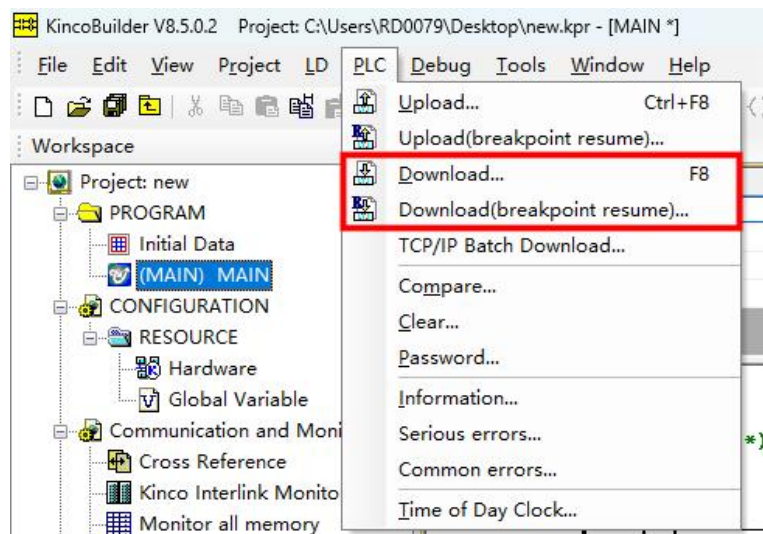 KincoBuilder V8.5.0.2 Project: C:\Users\RD0079\Desktop\new.kpr - [MAIN *]
File Edit View Project LD PLC Debug Tools Window Help
Workspace
Project: new
PROGRAM
Initial Data
(MAIN) MAIN
CONFIGURATION
RESOURCE
Hardware
Global Variable
Communication and Moni
Cross Reference
Kinco Interlink Monito
Monitor all memory
Upload... Ctrl+F8
Upload(breakpoint resume)...
Download... F8
Download(breakpoint resume)...
TCP/IP Batch Download...
Compare...
Clear...
Password...
Information...
Serious errors...
Common errors...
Time of Day Clock...
*)